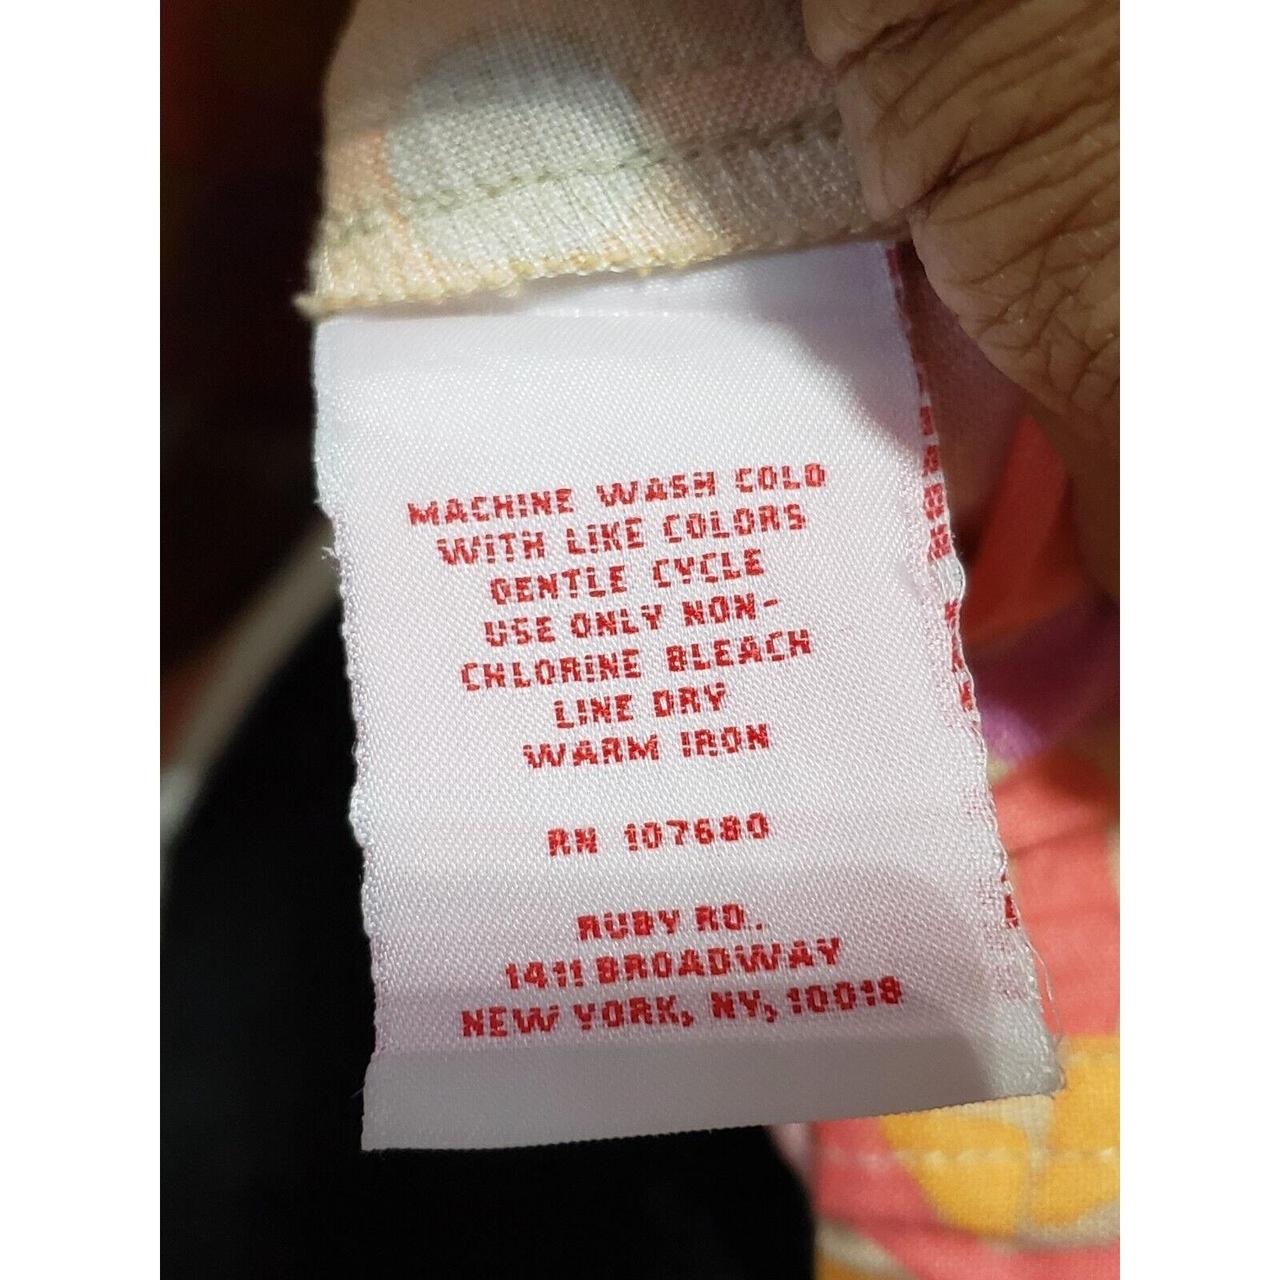 MACHINE WASH COLD
WITH LIKE COLORS
GENTLE CYCLE
USE ONLY NON-
CHLORINE BLEACH
LINE DRY
WARM IRON
RN 107680
RUBY RD.
1411 BROADWAY
NEW YORK, NY, 10018